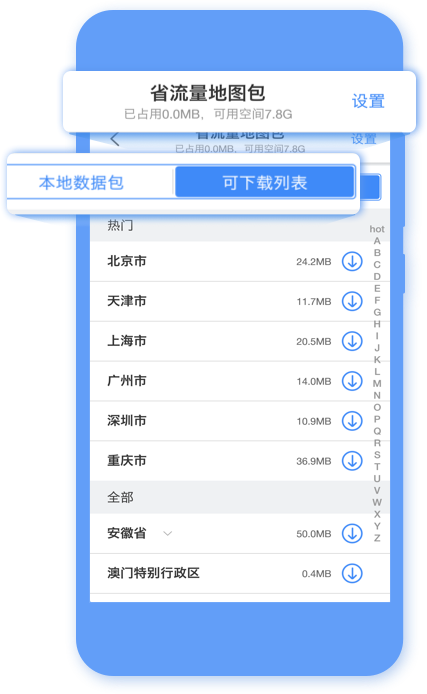 省流量地图包
已占用0.0MB，可用空间7.8G
设置
省流量地图包
已占用0.0MB，可用空间7.8G
设置
本地数据包
可下载列表
热门
hot
北京市 24.2MB
天津市 11.7MB
上海市 20.5MB
广州市 14.0MB
深圳市 10.9MB
重庆市 36.9MB
全部
安徽省 50.0MB
澳门特别行政区 0.4MB
A
B
C
D
E
F
G
H
I
J
K
L
M
N
O
P
Q
R
S
T
U
V
W
X
Y
Z